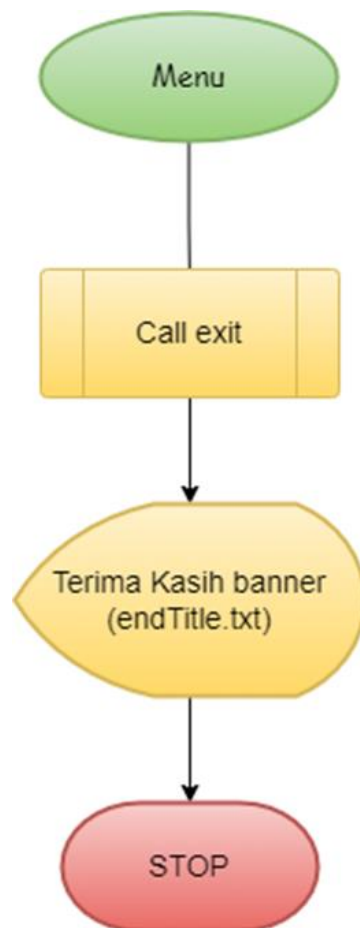 Menu
Call exit
Terima Kasih banner
(endTitle.txt)
STOP